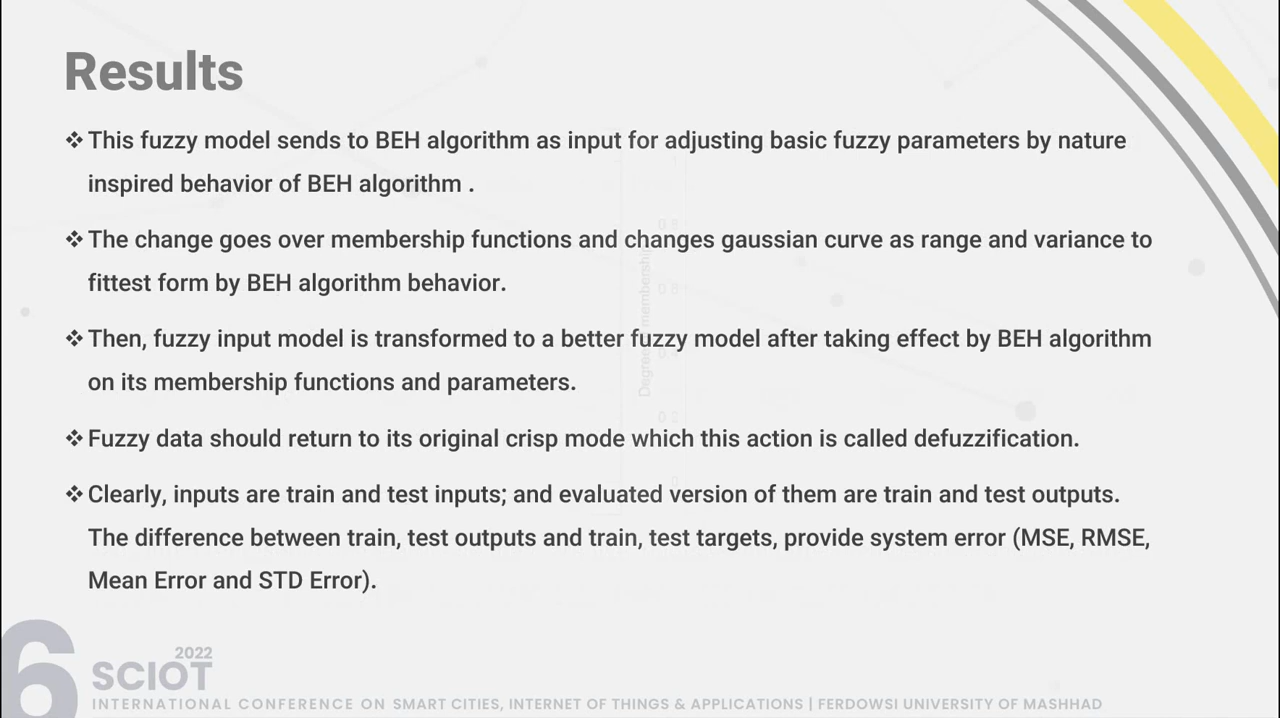 Results
❖ This fuzzy model sends to BEH algorithm as input for adjusting basic fuzzy parameters by nature
inspired behavior of BEH algorithm .
❖ The change goes over membership functions and changes gaussian curve as range and variance to
fittest form by BEH algorithm behavior.
❖ Then, fuzzy input model is transformed to a better fuzzy model after taking effect by BEH algorithm
on its membership functions and parameters.
❖ Fuzzy data should return to its original crisp mode which this action is called defuzzification.
❖ Clearly, inputs are train and test inputs; and evaluated version of them are train and test outputs.
The difference between train, test outputs and train, test targets, provide system error (MSE, RMSE,
Mean Error and STD Error).
6
2022
SCIOT
INTERNATIONAL CONFERENCE ON SMART CITIES, INTERNET OF THINGS & APPLICATIONS | FERDOWSI UNIVERSITY OF MASHHAD